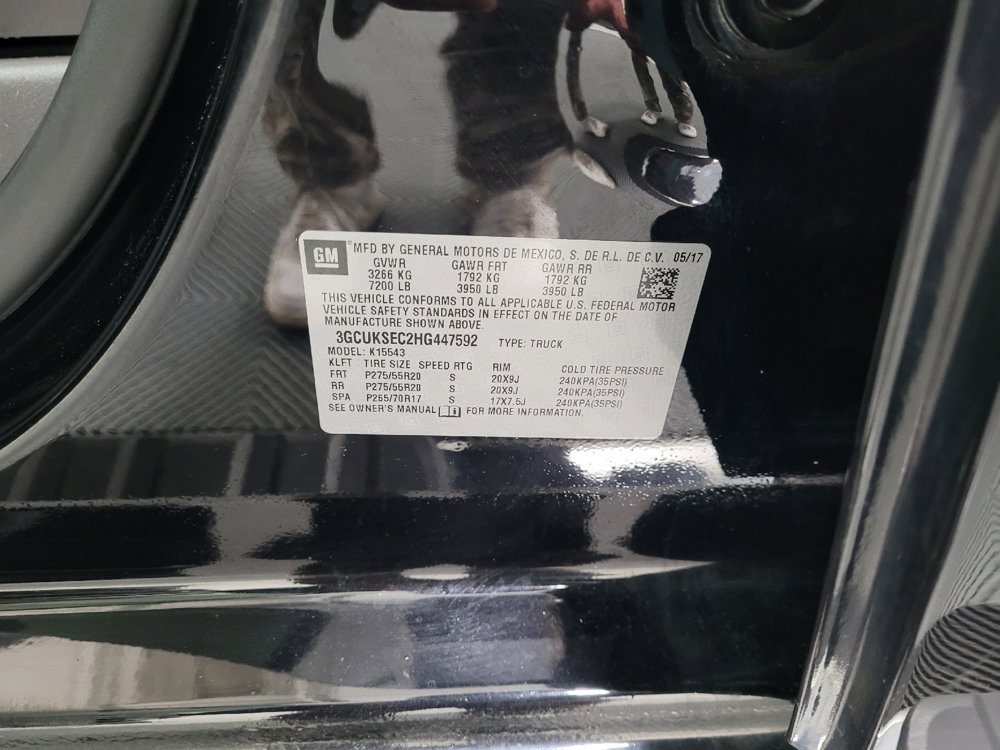 GM ® MFD BY GENERAL MOTORS DE MEXICO, S. DE R.L. DE C.V. 05/17
GVWR GAWR FRT GAWR RR
3266 KG 1792 KG 1792 KG
7200 LB 3950 LB 3950 LB
THIS VEHICLE CONFORMS TO ALL APPLICABLE U.S. FEDERAL MOTOR
VEHICLE SAFETY STANDARDS IN EFFECT ON THE DATE OF
MANUFACTURE SHOWN ABOVE.
3GCUKSEC2HG447592 TYPE: TRUCK
MODEL: K15543
KLFT TIRE SIZE SPEED RTG RIM COLD TIRE PRESSURE
FRT P275/55R20 S 20X9J 240KPA(35PSI)
RR P275/55R20 S 20X9J 240KPA(35PSI)
SPA P265/70R17 S 17X7.5J 240KPA(35PSI)
SEE OWNER'S MANUAL FOR MORE INFORMATION.